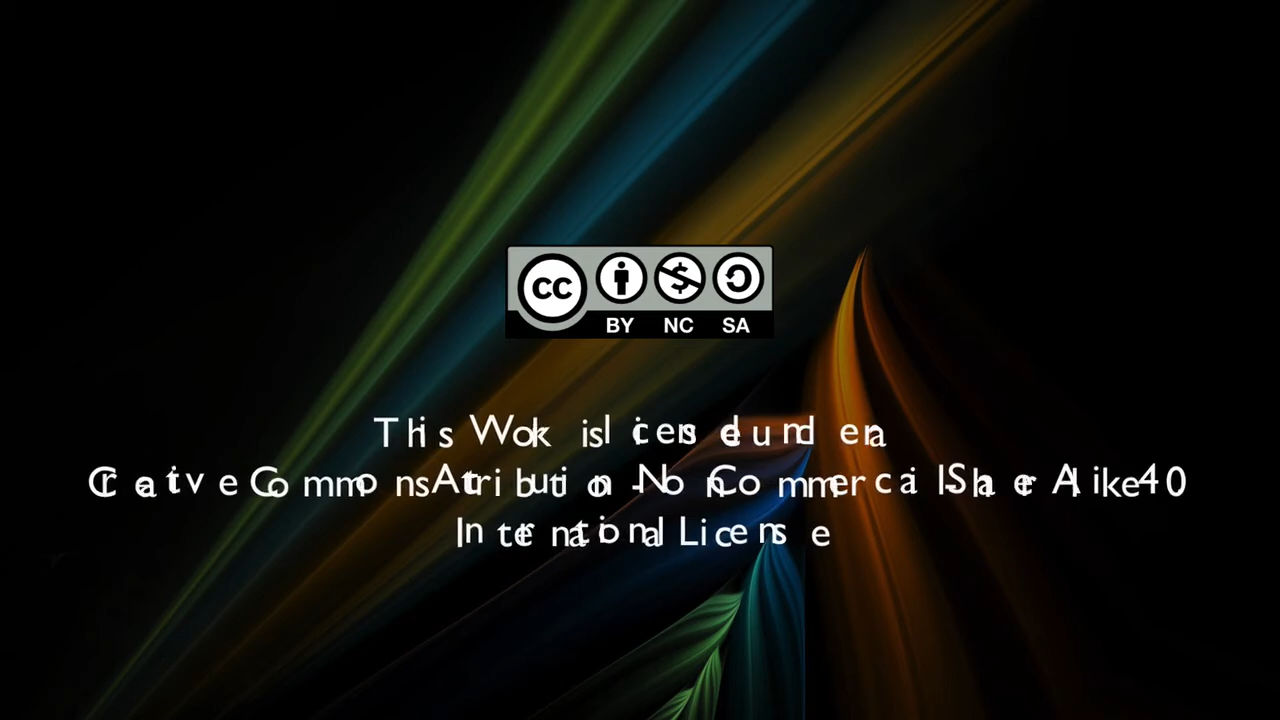 cc
BY NC SA
This Work is licensed under a
Creative Commons Attribution-NonCommercial-ShareAlike 4.0
International License